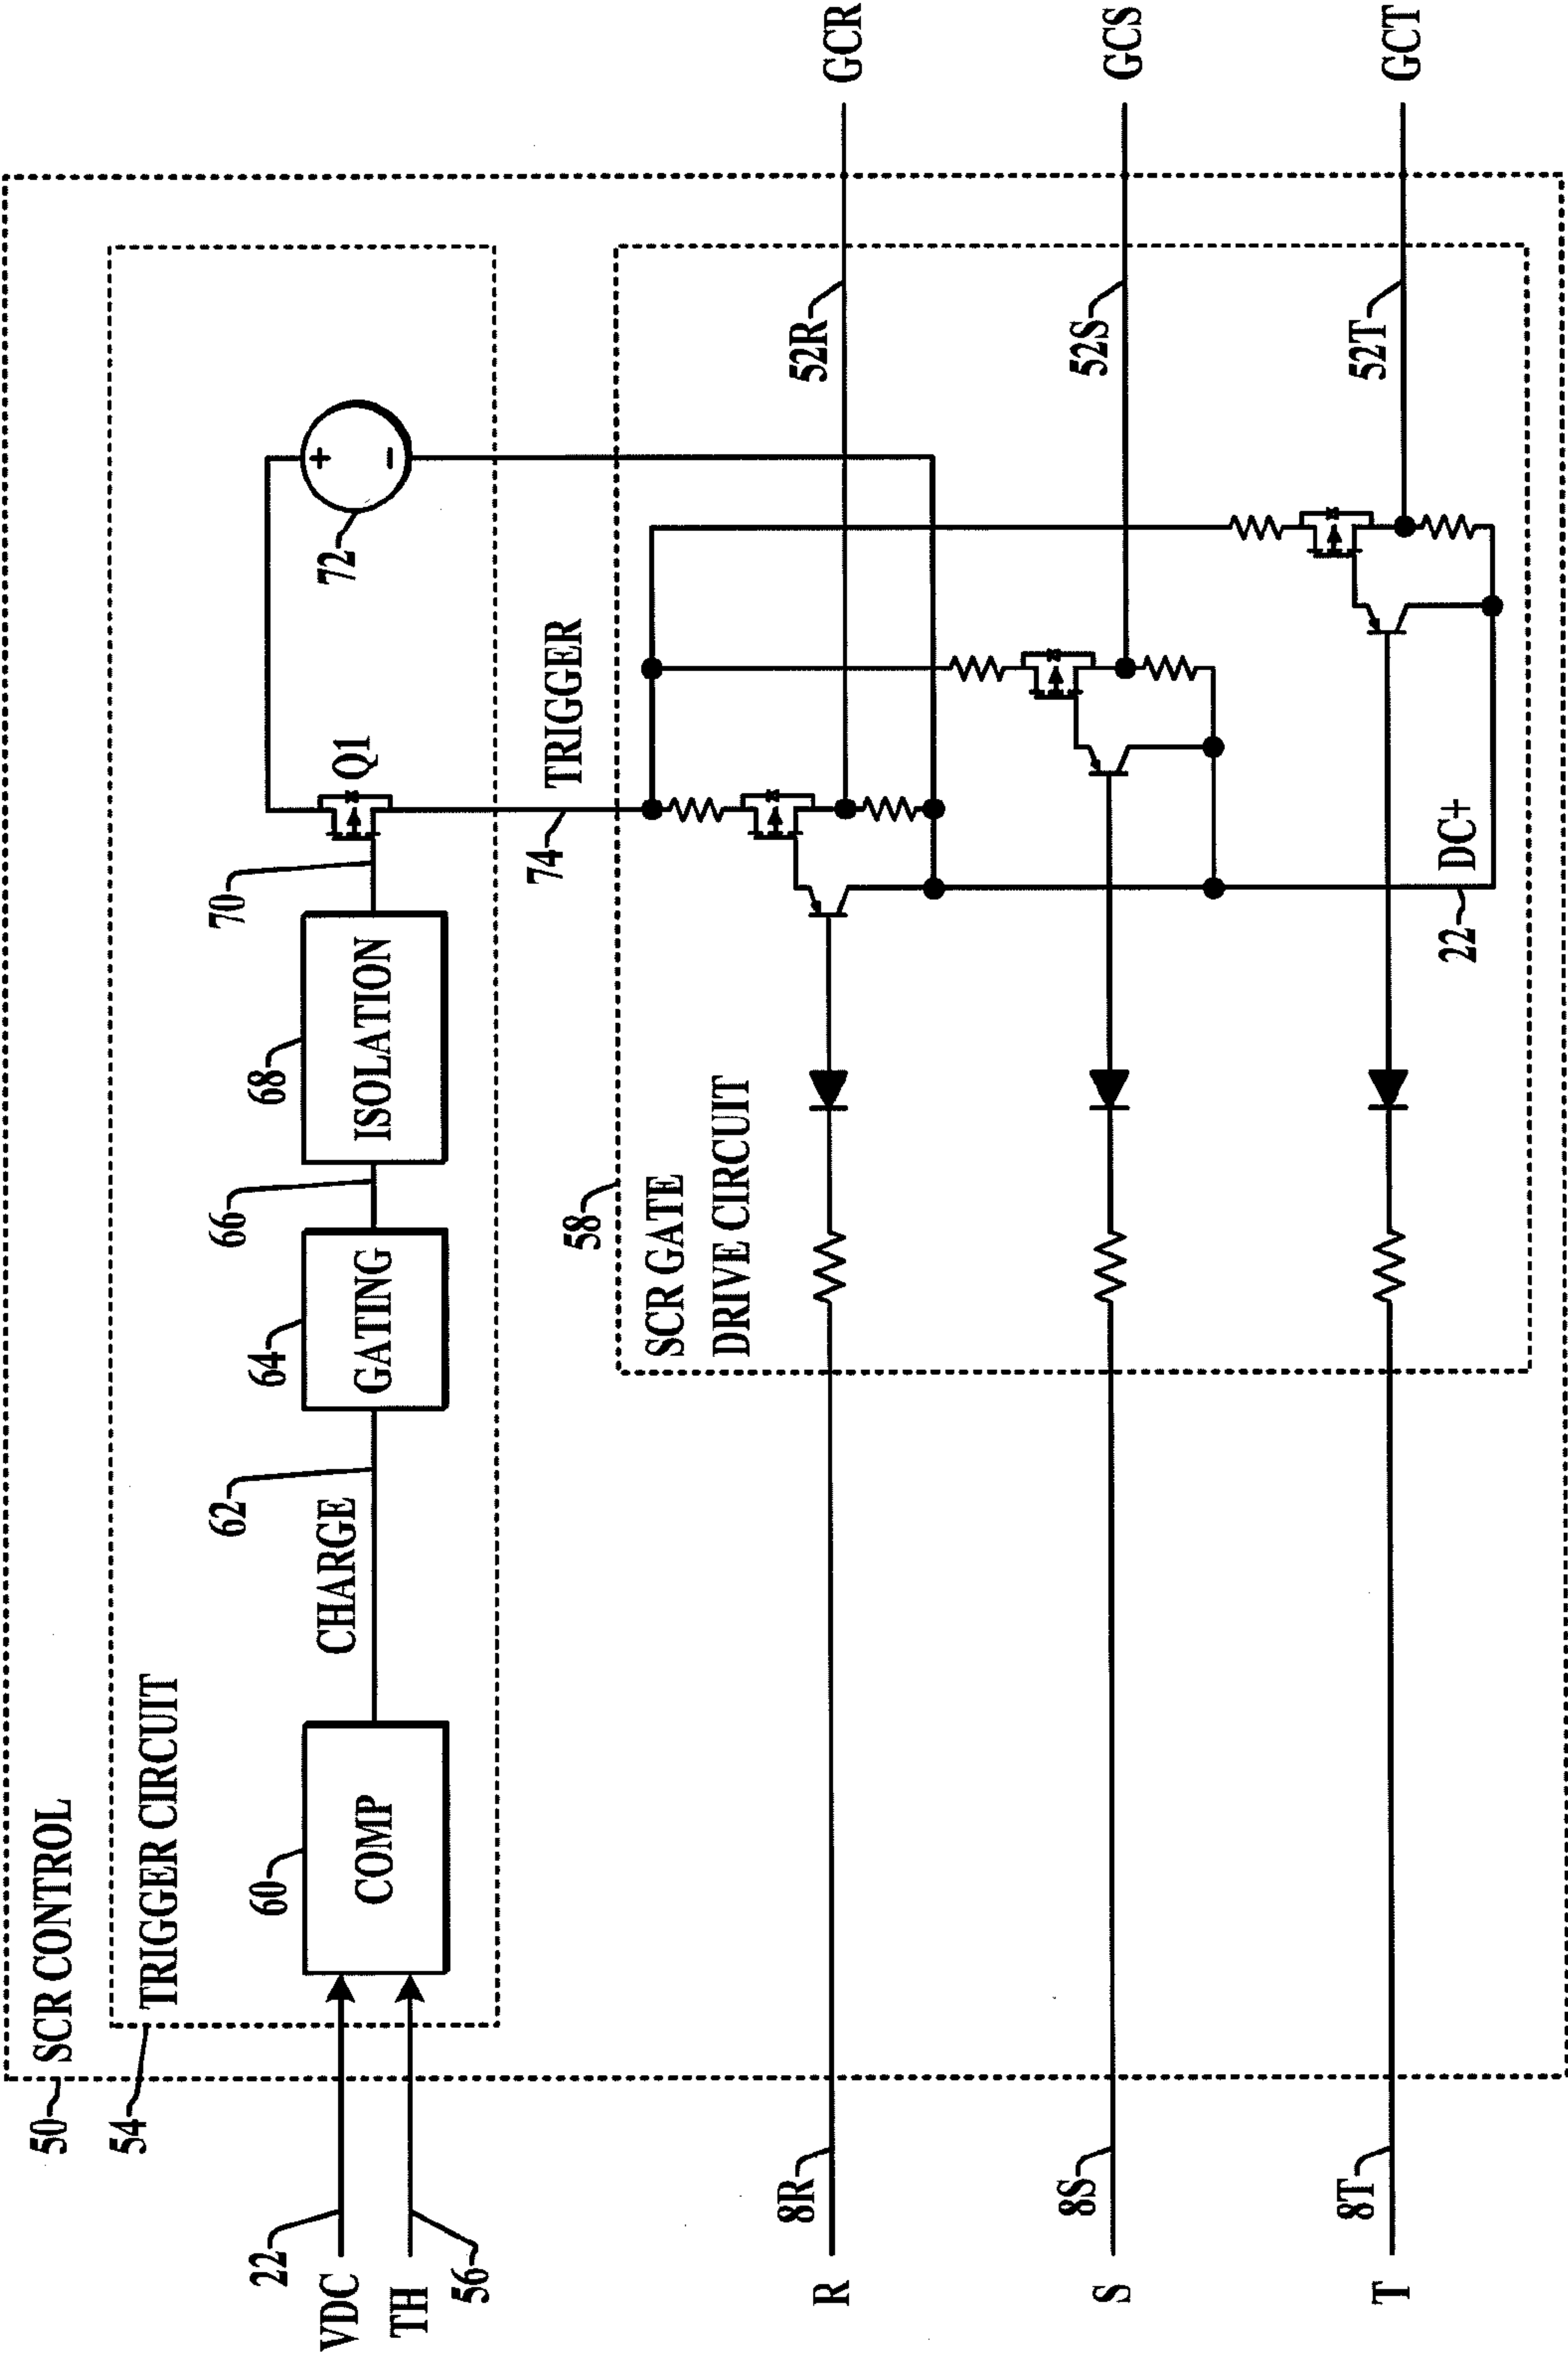 50
SCR CONTROL
54
TRIGGER CIRCUIT
22
VDC
TH
56
60
COMP
CHARGE
62
64
GATING
66
68
ISOLATION
70
Q1
72
+
-
74
TRIGGER
58
SCR GATE
DRIVE CIRCUIT
R
8R
52R
GCR
S
8S
52S
GCS
T
8T
22
DC+
52T
GCT